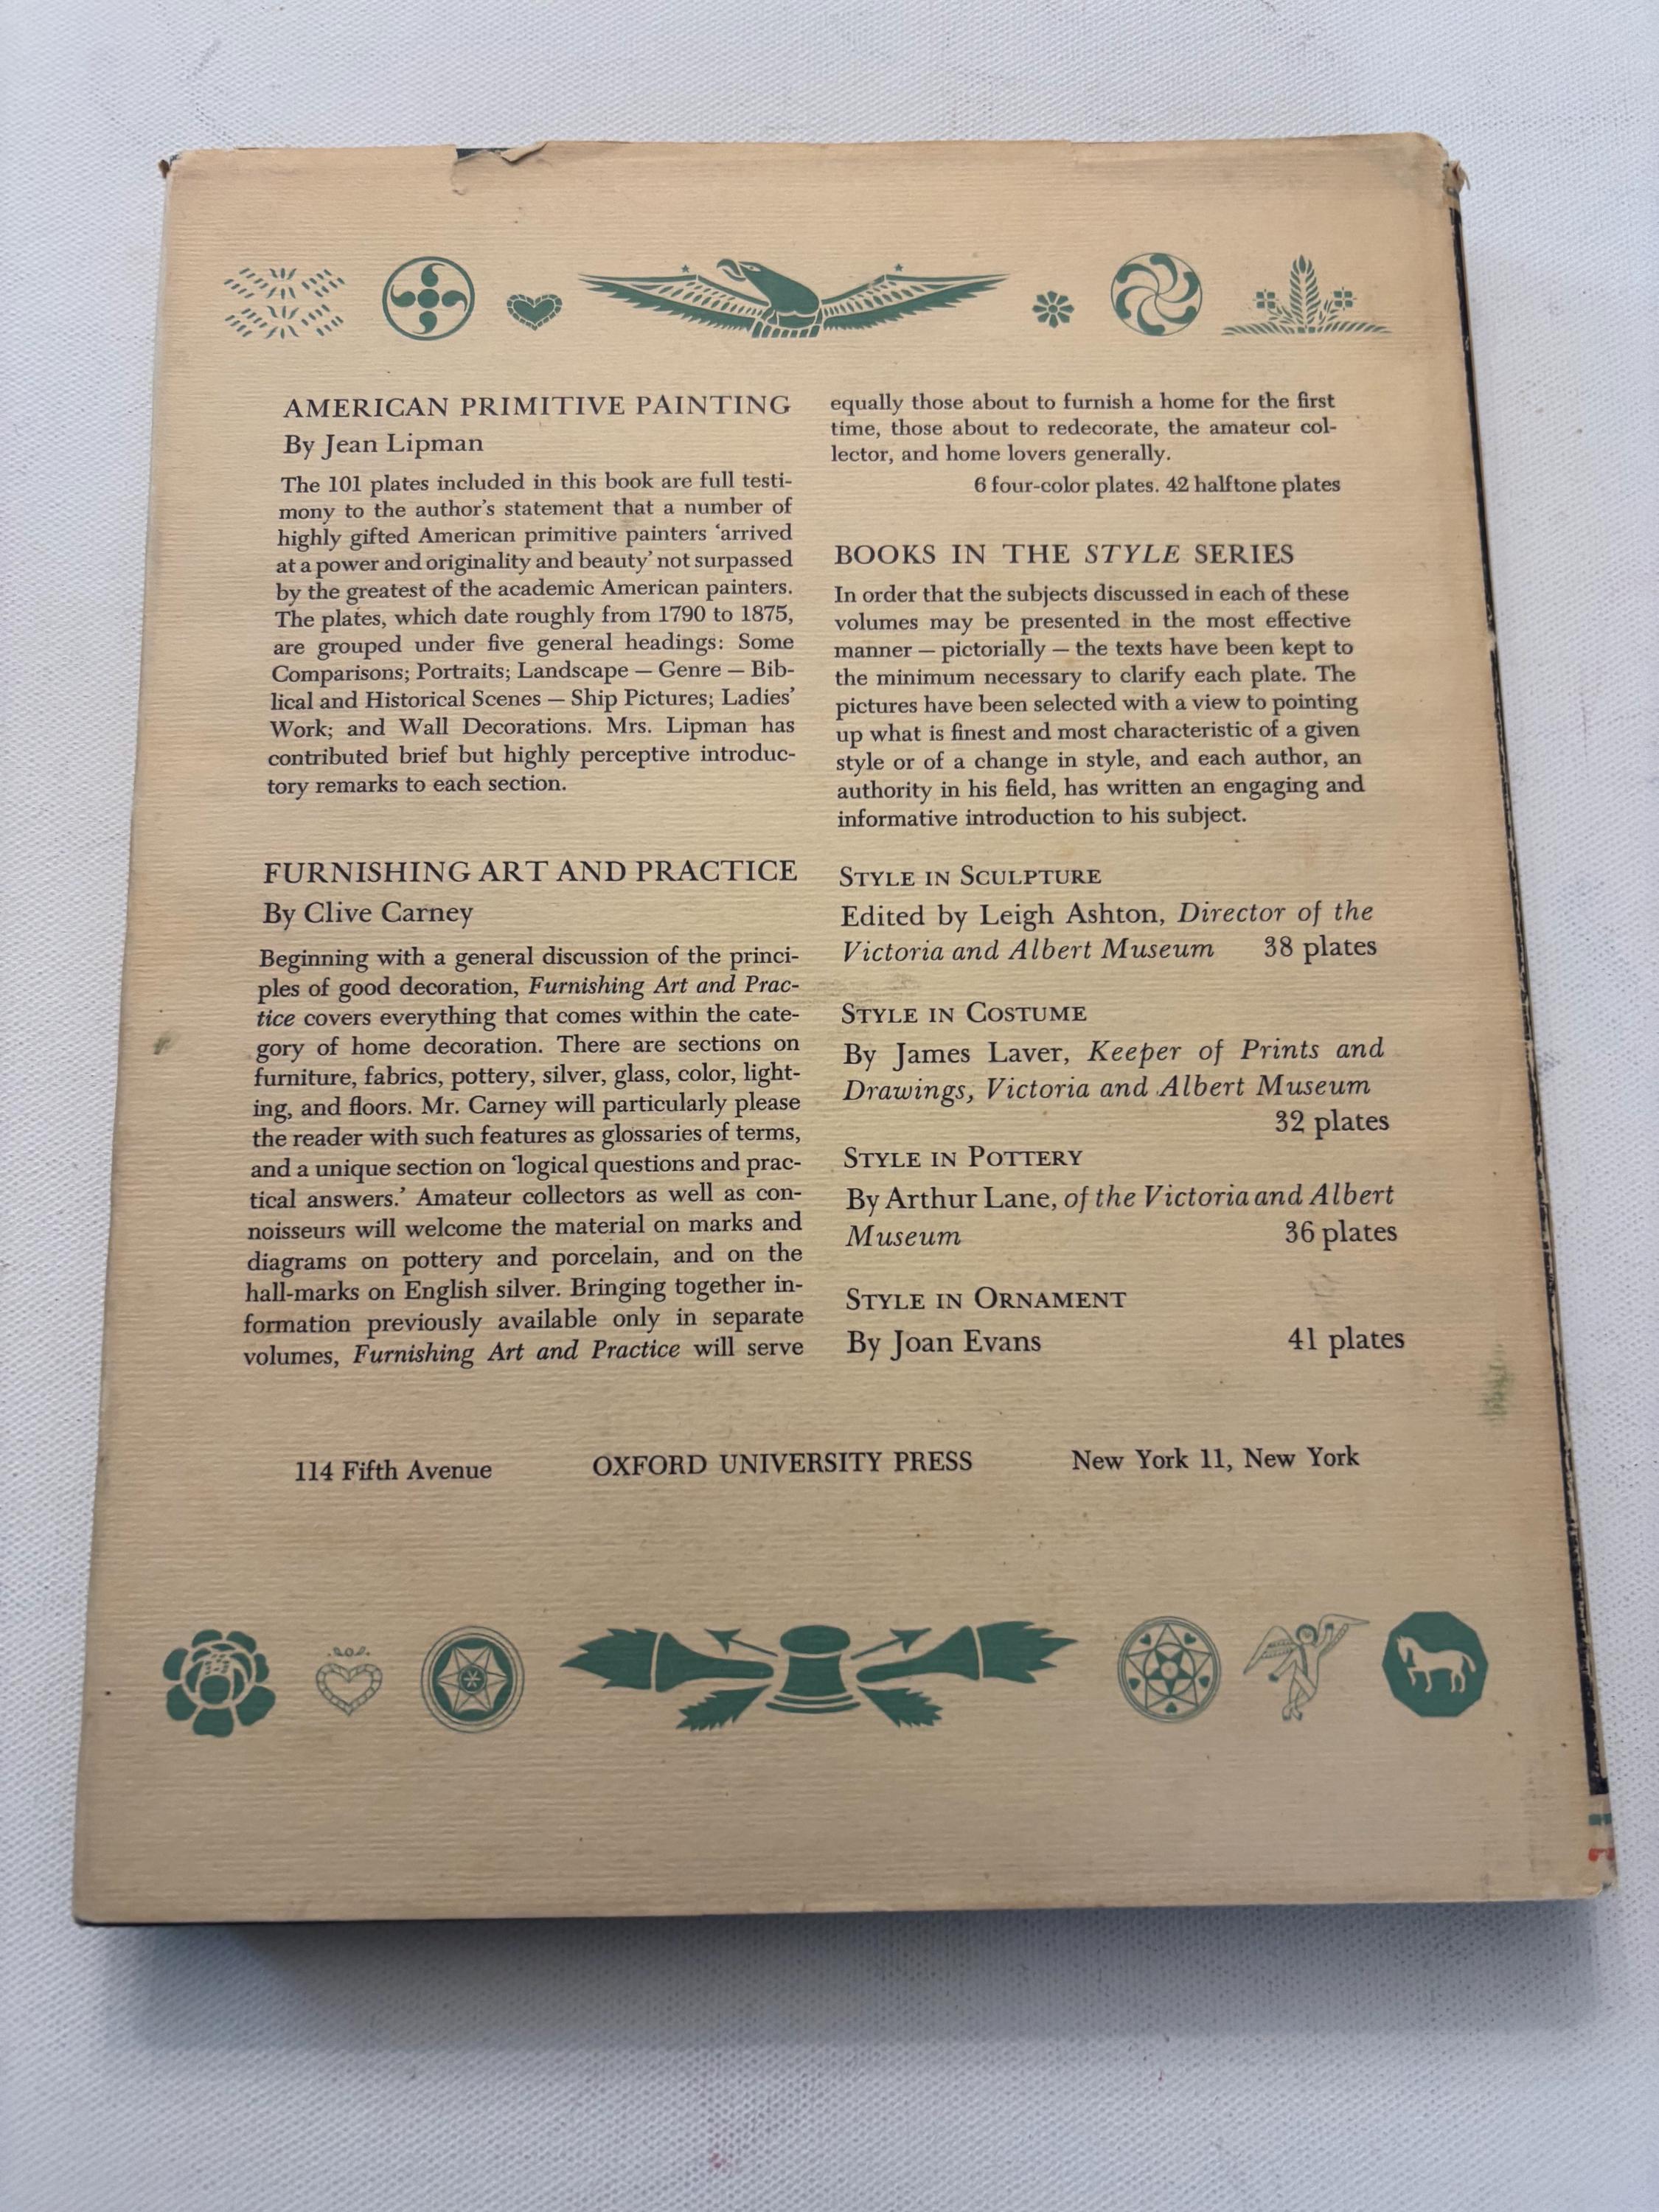 AMERICAN PRIMITIVE PAINTING
By Jean Lipman
The 101 plates included in this book are full testi-
mony to the author's statement that a number of
highly gifted American primitive painters ‘arrived
at a power and originality and beauty’ not surpassed
by the greatest of the academic American painters.
The plates, which date roughly from 1790 to 1875,
are grouped under five general headings: Some
Comparisons; Portraits; Landscape — Genre — Bib-
lical and Historical Scenes — Ship Pictures; Ladies’
Work; and Wall Decorations. Mrs. Lipman has
contributed brief but highly perceptive introduc-
tory remarks to each section.
FURNISHING ART AND PRACTICE
By Clive Carney
Beginning with a general discussion of the princi-
ples of good decoration, Furnishing Art and Prac-
tice covers everything that comes within the cate-
gory of home decoration. There are sections on
furniture, fabrics, pottery, silver, glass, color, light-
ing, and floors. Mr. Carney will particularly please
the reader with such features as glossaries of terms,
and a unique section on ‘logical questions and prac-
tical answers.’ Amateur collectors as well as con-
noisseurs will welcome the material on marks and
diagrams on pottery and porcelain, and on the
hall-marks on English silver. Bringing together in-
formation previously available only in separate
volumes, Furnishing Art and Practice will serve
equally those about to furnish a home for the first
time, those about to redecorate, the amateur col-
lector, and home lovers generally.
6 four-color plates. 42 halftone plates
BOOKS IN THE STYLE SERIES
In order that the subjects discussed in each of these
volumes may be presented in the most effective
manner — pictorially — the texts have been kept to
the minimum necessary to clarify each plate. The
pictures have been selected with a view to pointing
up what is finest and most characteristic of a given
style or of a change in style, and each author, an
authority in his field, has written an engaging and
informative introduction to his subject.
STYLE IN SCULPTURE
Edited by Leigh Ashton, Director of the
Victoria and Albert Museum 38 plates
STYLE IN COSTUME
By James Laver, Keeper of Prints and
Drawings, Victoria and Albert Museum
32 plates
STYLE IN POTTERY
By Arthur Lane, of the Victoria and Albert
Museum 36 plates
STYLE IN ORNAMENT
By Joan Evans 41 plates
114 Fifth Avenue OXFORD UNIVERSITY PRESS New York 11, New York